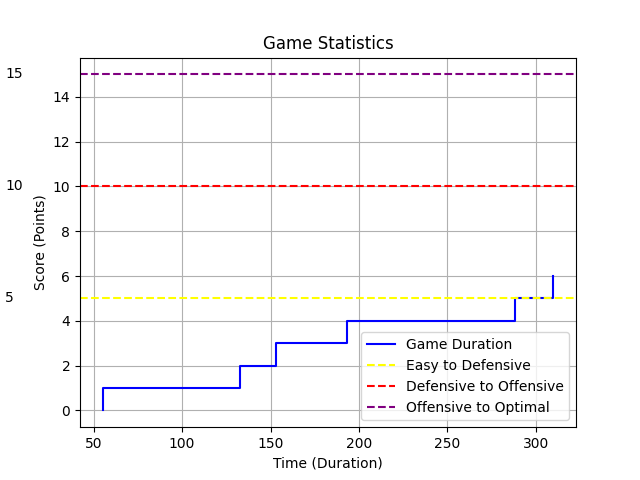 Game Statistics
15
14
12
10
10
8
6
5
4
2
0
Score (Points)
Game Duration
Easy to Defensive
Defensive to Offensive
Offensive to Optimal
50 100 150 200 250 300
Time (Duration)